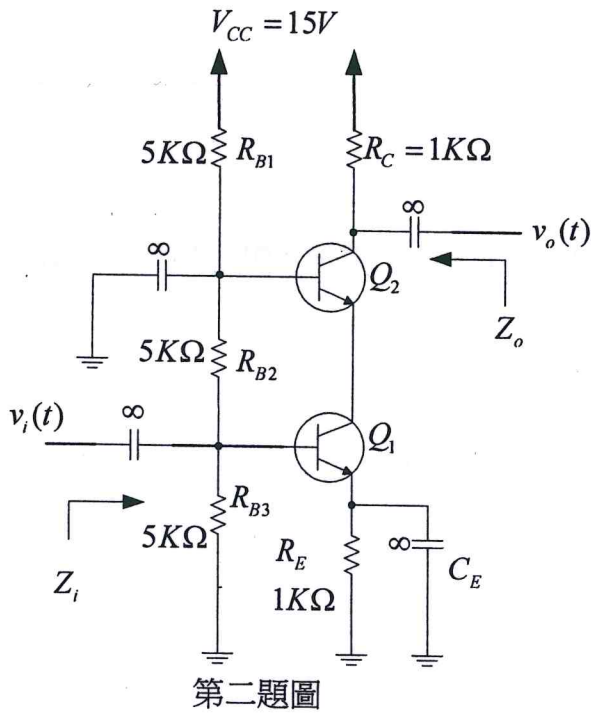 V_CC = 15V
5KΩ R_B1
R_C = 1KΩ
∞
v_o(t)
∞
Q_2
Z_o
5KΩ R_B2
v_i(t)
∞
Q_1
R_B3
5KΩ
Z_i
R_E
1KΩ
∞
C_E
第二題圖